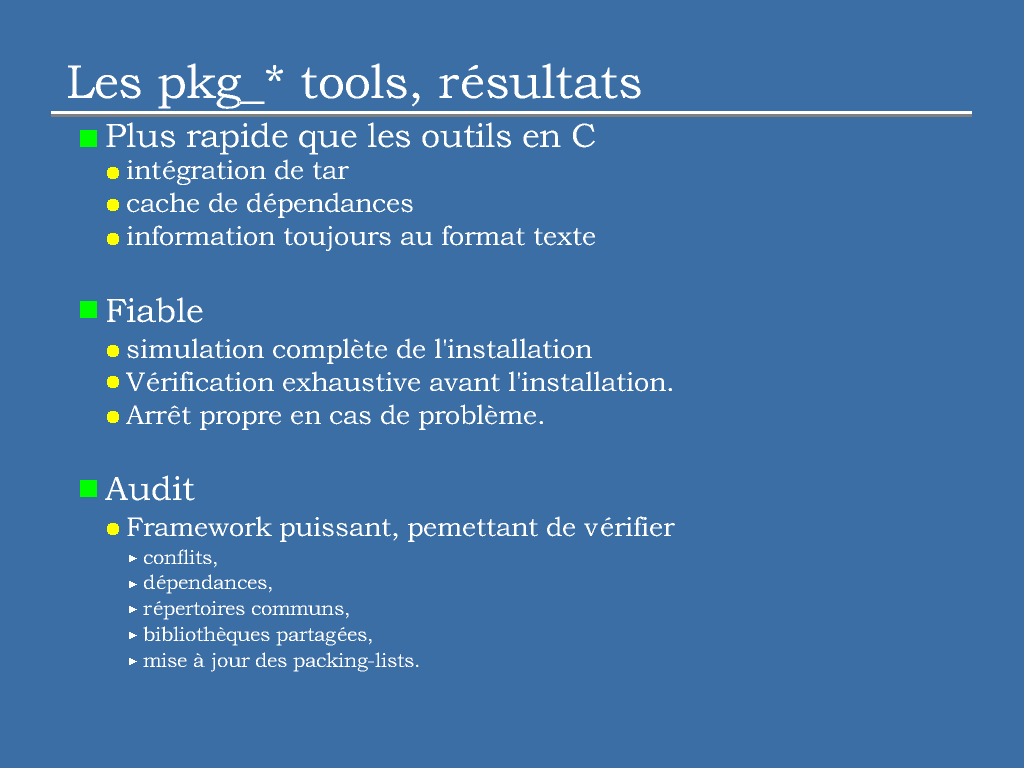 Les pkg_* tools, résultats
Plus rapide que les outils en C
intégration de tar
cache de dépendances
information toujours au format texte
Fiable
simulation complète de l'installation
Vérification exhaustive avant l'installation.
Arrêt propre en cas de problème.
Audit
Framework puissant, pemettant de vérifier
conflits,
dépendances,
répertoires communs,
bibliothèques partagées,
mise à jour des packing-lists.